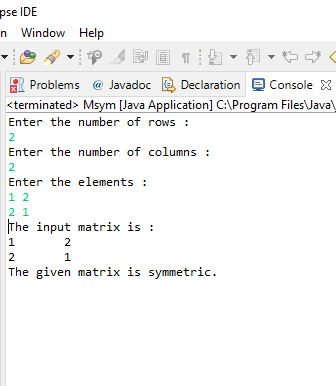 pse IDE
n Window Help
Problems @ Javadoc Declaration Console
<terminated> Msym [Java Application] C:\Program Files\Java\
Enter the number of rows :
2
Enter the number of columns :
2
Enter the elements :
1 2
2 1
The input matrix is :
1 2
2 1
The given matrix is symmetric.